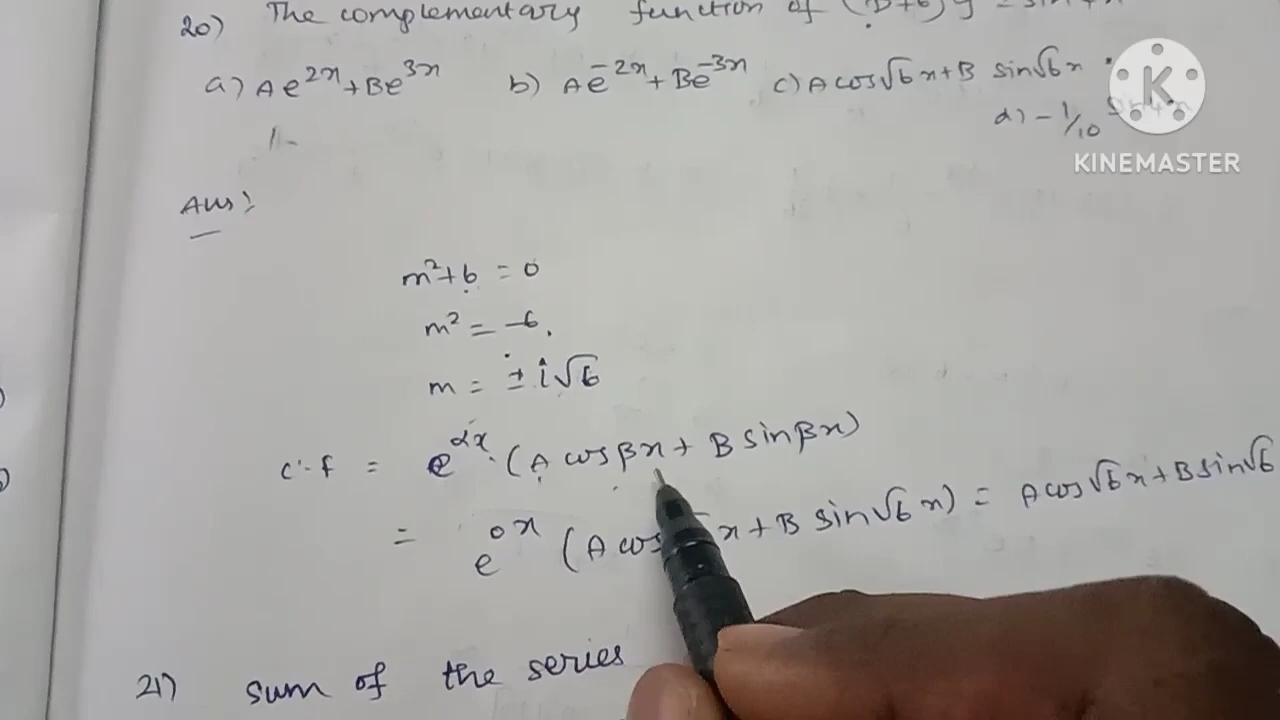 20) The complementary function of
a) Ae^{2x} + Be^{3x} b) Ae^{-2x} + Be^{-3x} c) A cos√6 x + B sin√6 x
d) - 1/10
KINEMASTER
Ans:
m² + 6 = 0
m² = -6.
m = ± i√6
C.F = e^{αx} (A cos βx + B sin βx)
= e^{0x} (A cos x + B sin√6 x) = A cos√6 x + B sin√6
21) sum of the series